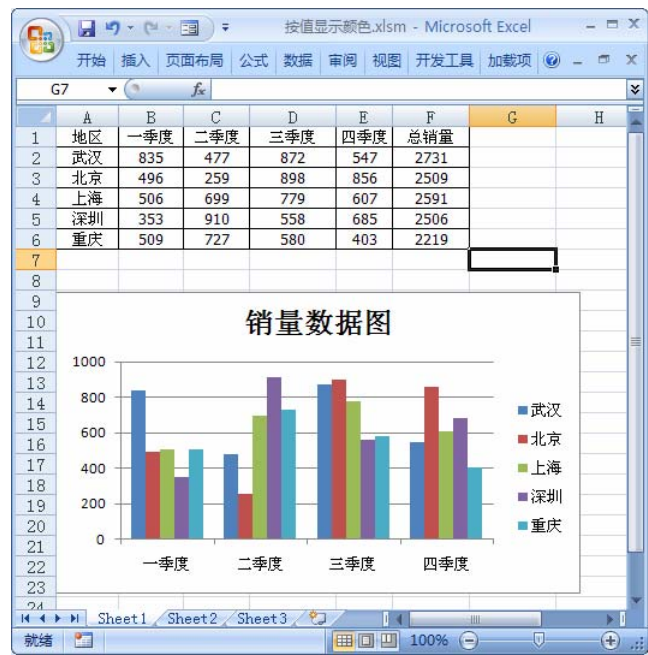 按值显示颜色.xlsm - Microsoft Excel
开始 插入 页面布局 公式 数据 审阅 视图 开发工具 加载项
G7 fx
A B C D E F G H
1 地区 一季度 二季度 三季度 四季度 总销量
2 武汉 835 477 872 547 2731
3 北京 496 259 898 856 2509
4 上海 506 699 779 607 2591
5 深圳 353 910 558 685 2506
6 重庆 509 727 580 403 2219
7
8
9
10
11
12
13
14
15
16
17
18
19
20
21
22
23
24
销量数据图
1000
800
600
400
200
0
一季度 二季度 三季度 四季度
武汉
北京
上海
深圳
重庆
Sheet1 Sheet2 Sheet3
就绪 100%